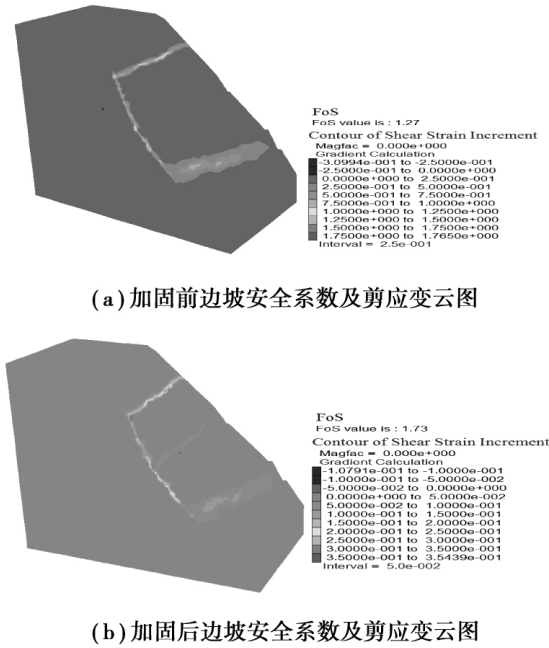 FoS
FoS value is : 1.27
Contour of Shear Strain Increment
Magfac = 0.000e+000
Gradient Calculation
-3.0994e-001 to -2.5000e-001
-2.5000e-001 to 0.0000e+000
0.0000e+000 to 2.5000e-001
2.5000e-001 to 5.0000e-001
5.0000e-001 to 7.5000e-001
7.5000e-001 to 1.0000e+000
1.0000e+000 to 1.2500e+000
1.2500e+000 to 1.5000e+000
1.5000e+000 to 1.7500e+000
1.7500e+000 to 1.7650e+000
Interval = 2.5e-001
(a)加固前边坡安全系数及剪应变云图
FoS
FoS value is : 1.73
Contour of Shear Strain Increment
Magfac = 0.000e+000
Gradient Calculation
-1.0791e-001 to -1.0000e-001
-1.0000e-001 to -5.0000e-002
-5.0000e-002 to 0.0000e+000
0.0000e+000 to 5.0000e-002
5.0000e-002 to 1.0000e-001
1.0000e-001 to 1.5000e-001
1.5000e-001 to 2.0000e-001
2.0000e-001 to 2.5000e-001
2.5000e-001 to 3.0000e-001
3.0000e-001 to 3.5000e-001
3.5000e-001 to 3.5439e-001
Interval = 5.0e-002
(b)加固后边坡安全系数及剪应变云图